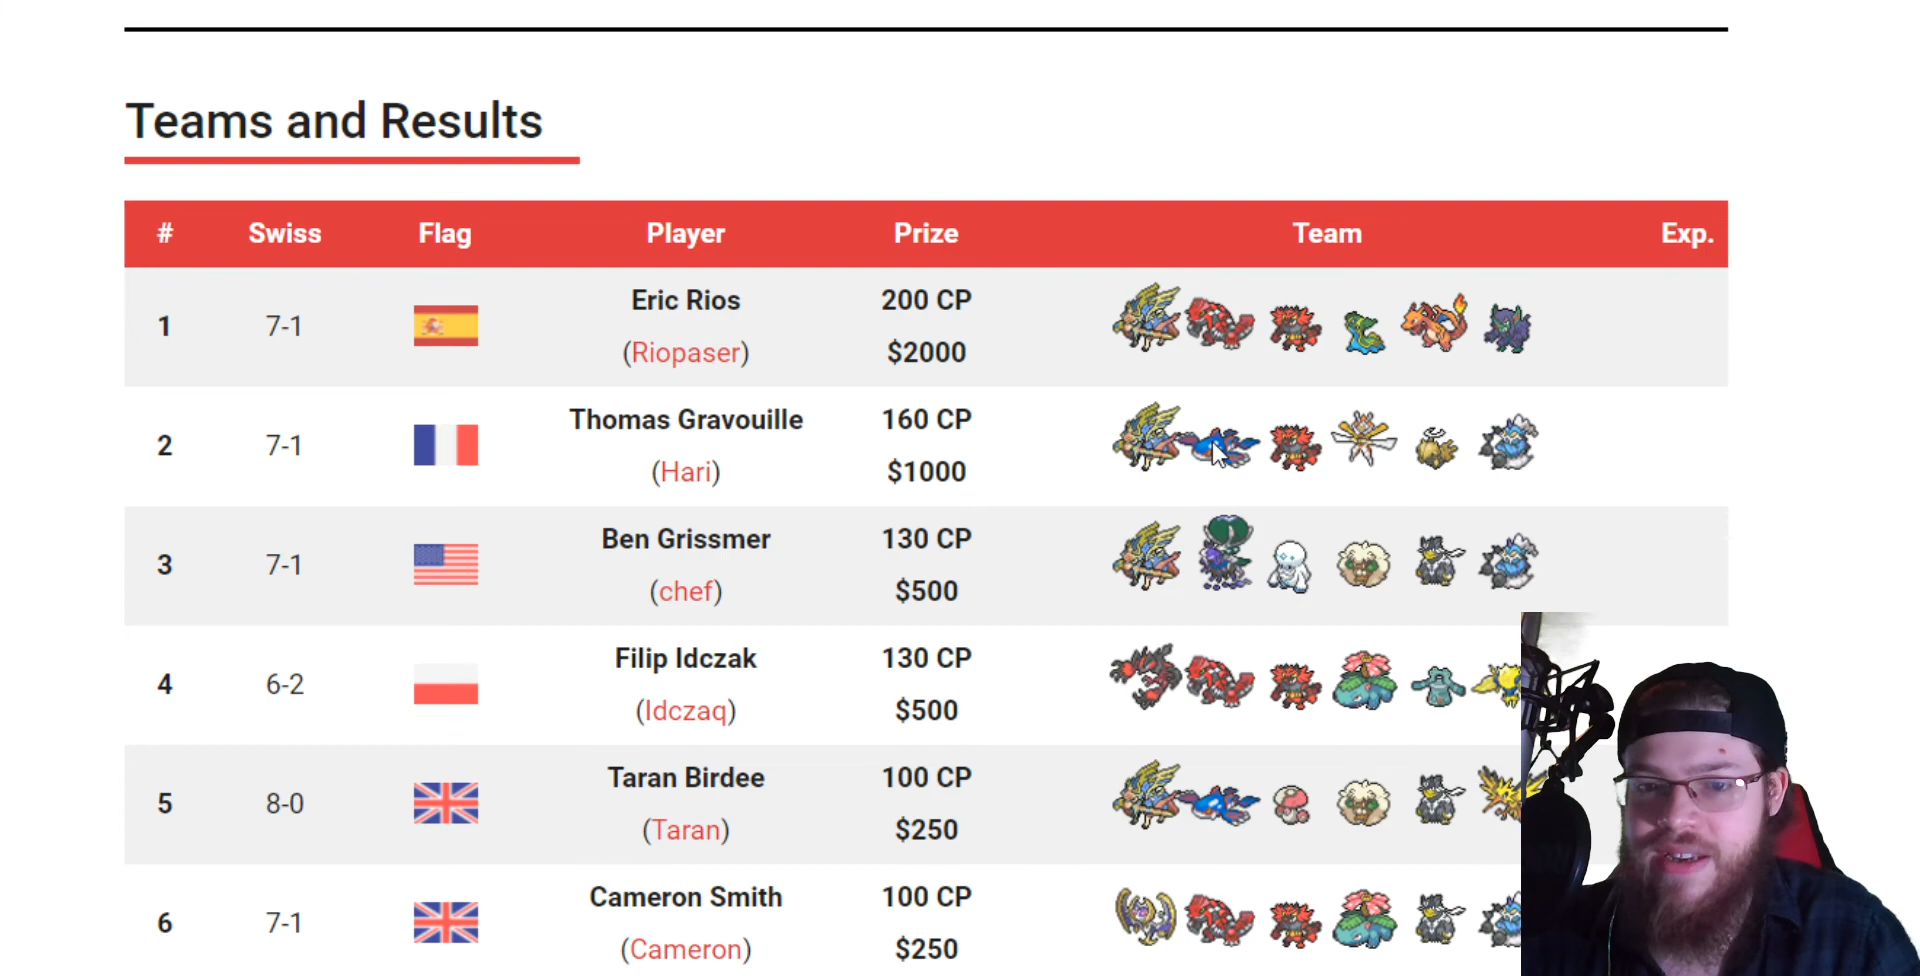 Teams and Results
# Swiss Flag Player Prize Team Exp.
1 7-1 Eric Rios 200 CP
(Riopaser) $2000
2 7-1 Thomas Gravouille 160 CP
(Hari) $1000
3 7-1 Ben Grissmer 130 CP
(chef) $500
4 6-2 Filip Idczak 130 CP
(Idczaq) $500
5 8-0 Taran Birdee 100 CP
(Taran) $250
6 7-1 Cameron Smith 100 CP
(Cameron) $250